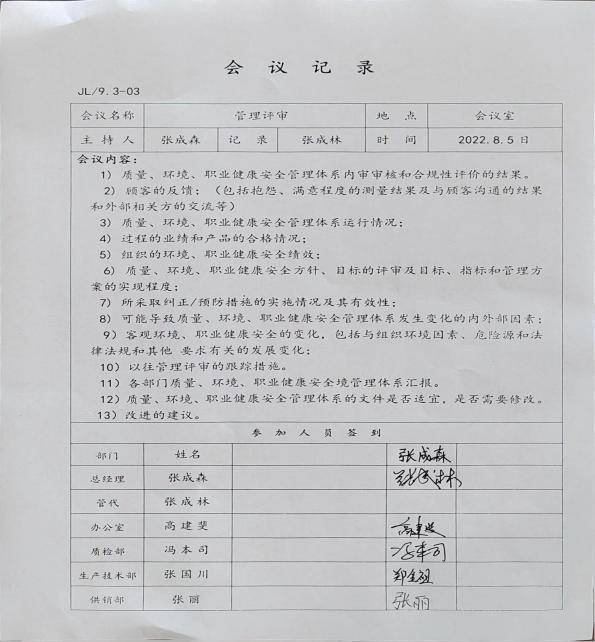 会 议 记 录
JL/9.3-03
会议名称 管理评审 地 点 会议室
主 持 人 张成森 记 录 张成林 时 间 2022.8.5日
会议内容：
1）质量、环境、职业健康安全管理体系内审审核和合规性评价的结果。
2）顾客的反馈；（包括抱怨、满意程度的测量结果及与顾客沟通的结果
和外部相关方的交流等）
3）质量、环境、职业健康安全管理体系运行情况；
4）过程的业绩和产品的合格情况；
5）组织的环境、职业健康安全绩效；
6）质量、环境、职业健康安全方针、目标的评审及目标、指标和管理方
案的实现程度；
7）所采取纠正/预防措施的实施情况及其有效性；
8）可能导致质量、环境、职业健康安全管理体系发生变化的内外部因素；
9）客观环境、职业健康安全的变化，包括与组织环境因素、危险源和法
律法规和其他 要求有关的发展变化；
10）以往管理评审的跟踪措施。
11）各部门质量、环境、职业健康安全境管理体系汇报。
12）质量、环境、职业健康安全管理体系的文件是否适宜，是否需要修改。
13）改进的建议。
参 加 人 员 签 到
部门 姓名 张成森
总经理 张成森 张成林
管代 张成林
办公室 高建斐 高建斐
质检部 冯本司 冯本司
生产技术部 张国川
供销部 张丽 张丽